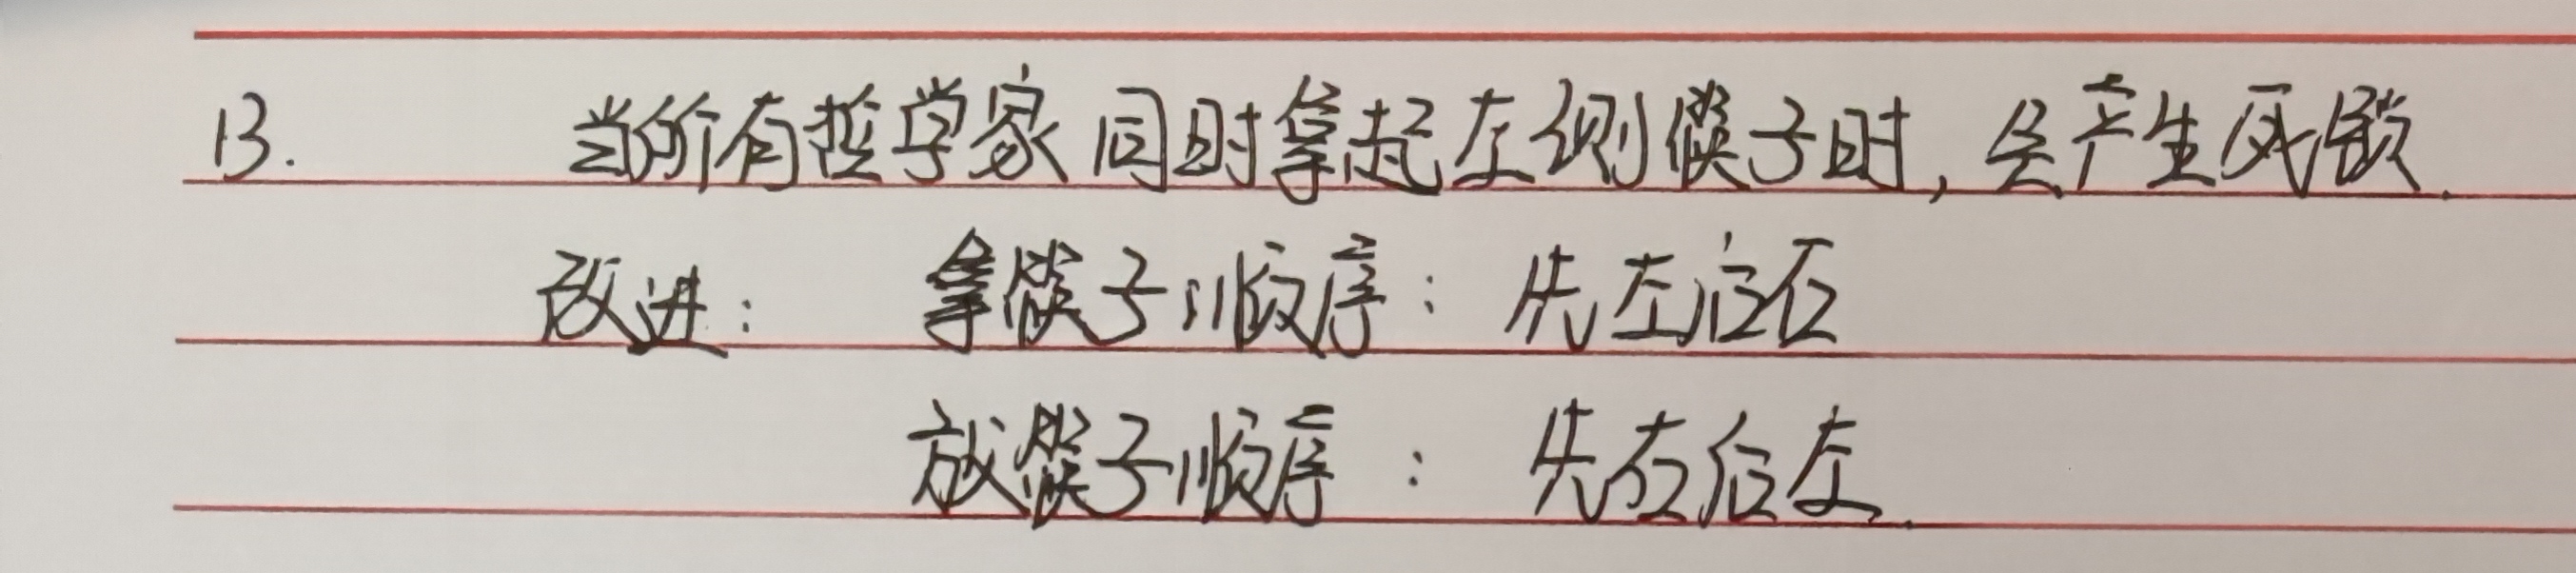 13. 当所有哲学家同时拿起左侧筷子时,会产生死锁.
改进: 拿筷子顺序: 先左后右
放筷子顺序: 先右后左.